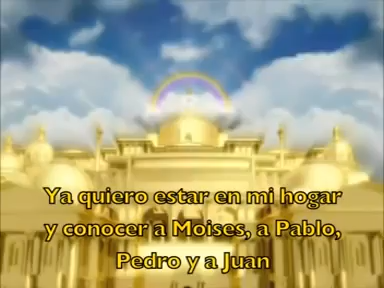 Ya quiero estar en mi hogar
y conocer a Moises, a Pablo,
Pedro y a Juan